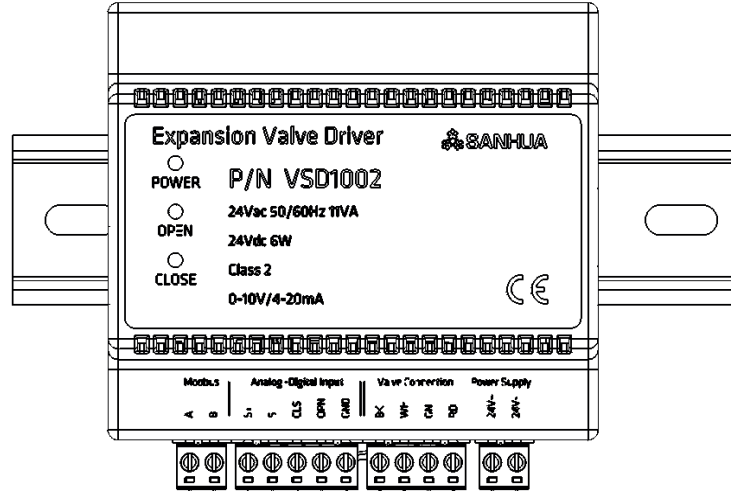 Expansion Valve Driver
SANHUA
POWER
P/N VSD1002
OPEN
24Vac 50/60Hz 11VA
24Vdc 6W
CLOSE
Class 2
0-10V/4-20mA
CE
Modbus
Analog-Digital Input
Valve Connection
Power Supply
A
B
CLS
OPN
GND
24V~
24V~